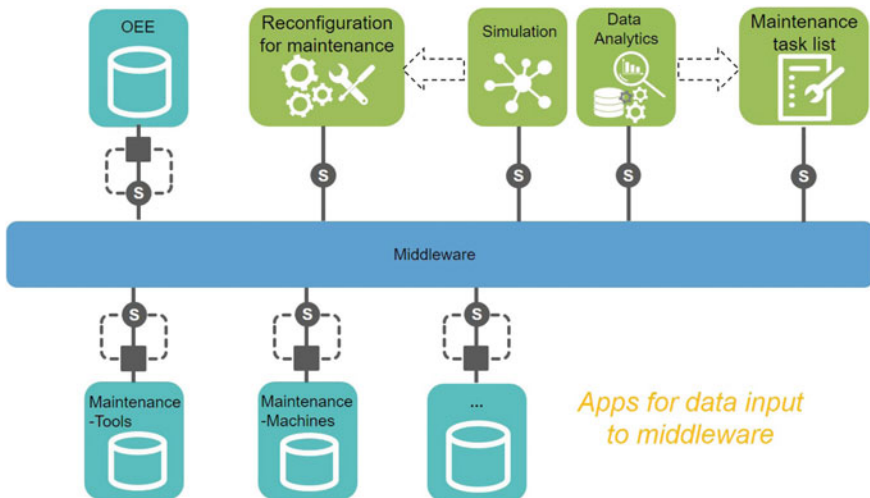 OEE
Reconfiguration
for maintenance
Simulation
Data
Analytics
Maintenance
task list
S
S
S
S
S
Middleware
S
S
S
Maintenance
-Tools
Maintenance
-Machines
...
Apps for data input
to middleware